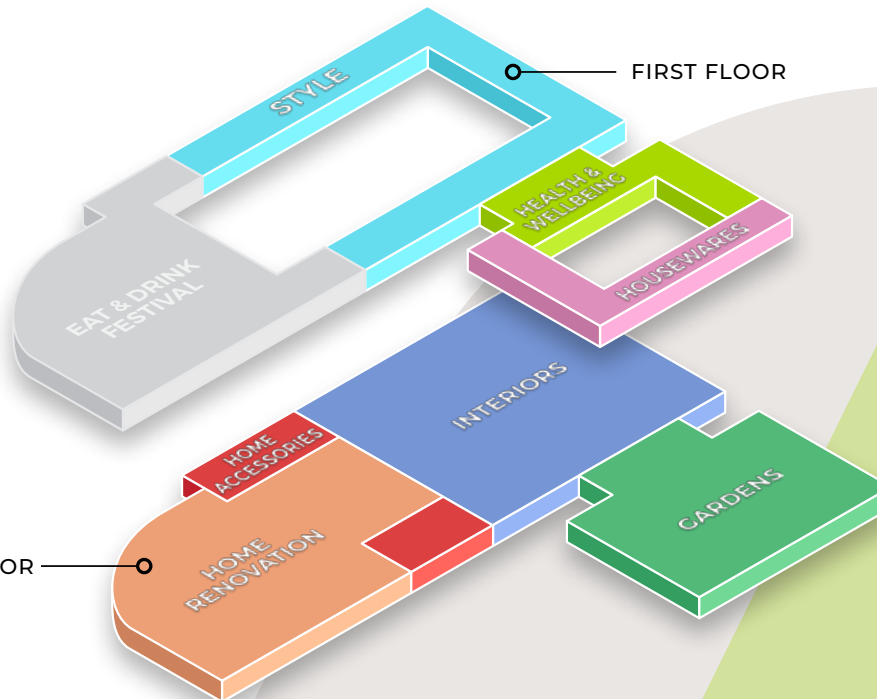 FIRST FLOOR
STYLE
HEALTH &
WELLBEING
HOUSEWARES
EAT & DRINK
FESTIVAL
INTERIORS
HOME
ACCESSORIES
GARDENS
HOME
RENOVATION
OR